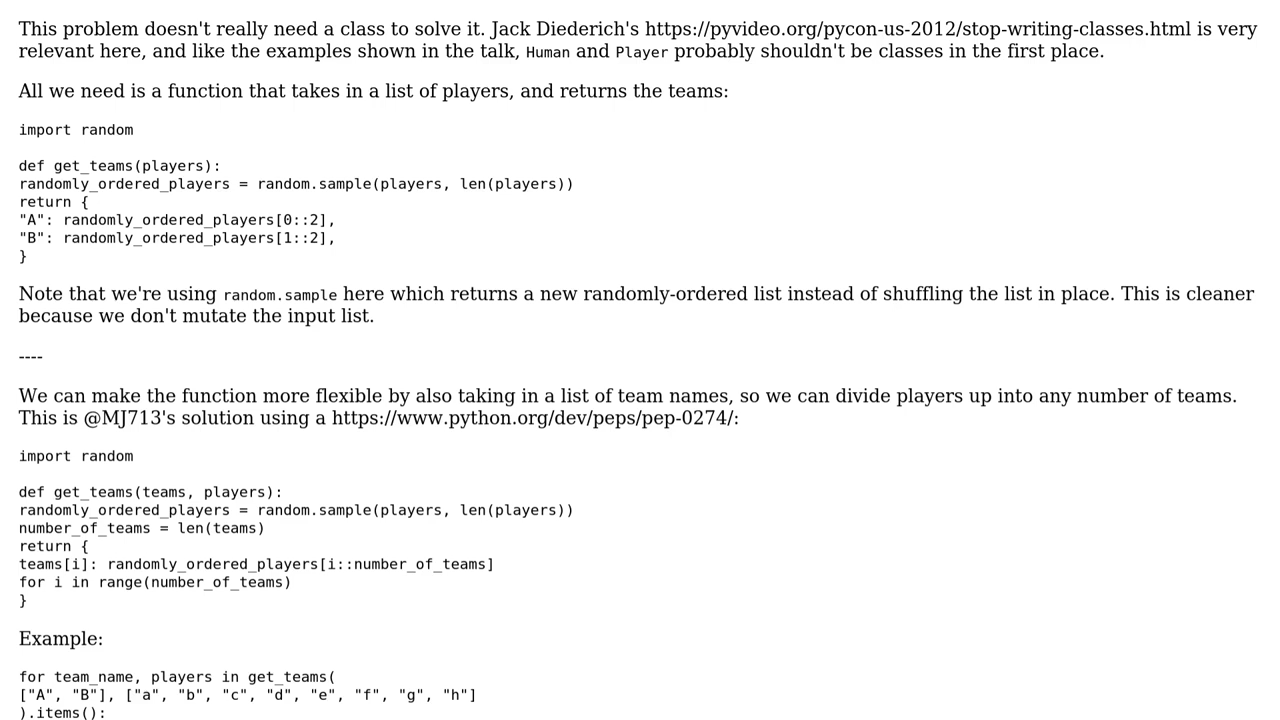 This problem doesn't really need a class to solve it. Jack Diederich's https://pyvideo.org/pycon-us-2012/stop-writing-classes.html is very
relevant here, and like the examples shown in the talk, Human and Player probably shouldn't be classes in the first place.
All we need is a function that takes in a list of players, and returns the teams:
import random
def get_teams(players):
randomly_ordered_players = random.sample(players, len(players))
return {
"A": randomly_ordered_players[0::2],
"B": randomly_ordered_players[1::2],
}
Note that we're using random.sample here which returns a new randomly-ordered list instead of shuffling the list in place. This is cleaner
because we don't mutate the input list.
----
We can make the function more flexible by also taking in a list of team names, so we can divide players up into any number of teams.
This is @MJ713's solution using a https://www.python.org/dev/peps/pep-0274/:
import random
def get_teams(teams, players):
randomly_ordered_players = random.sample(players, len(players))
number_of_teams = len(teams)
return {
teams[i]: randomly_ordered_players[i::number_of_teams]
for i in range(number_of_teams)
}
Example:
for team_name, players in get_teams(
["A", "B"], ["a", "b", "c", "d", "e", "f", "g", "h"]
).items():